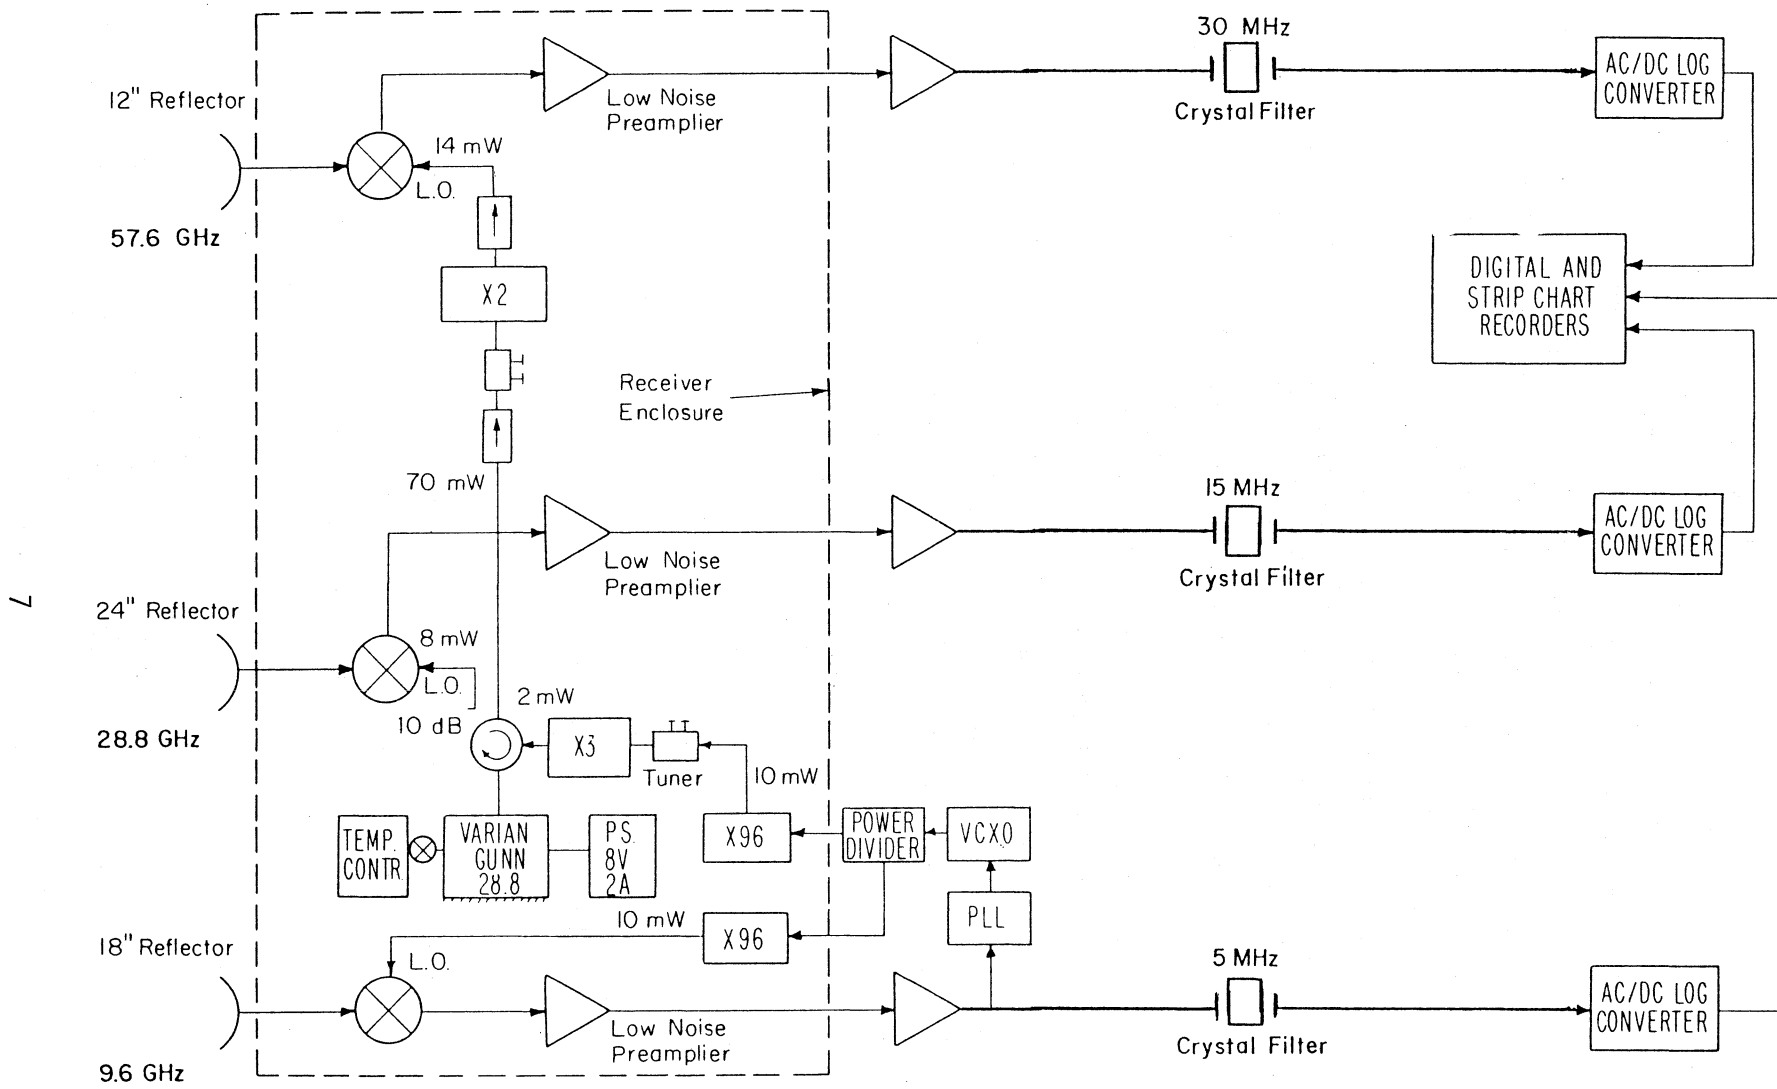 30 MHz
Crystal Filter
AC/DC LOG
CONVERTER
12" Reflector
57.6 GHz
Low Noise
Preamplier
14 mW
L.O.
X2
70 mW
Receiver
Enclosure
DIGITAL AND
STRIP CHART
RECORDERS
15 MHz
Crystal Filter
AC/DC LOG
CONVERTER
Low Noise
Preamplier
7
24" Reflector
28.8 GHz
8 mW
L.O.
10 dB
2 mW
X3
Tuner
10 mW
TEMP.
CONTR.
VARIAN
GUNN
28.8
P.S.
8V
2A
X96
POWER
DIVIDER
VCXO
PLL
10 mW
X96
18" Reflector
9.6 GHz
L.O.
Low Noise
Preamplier
5 MHz
Crystal Filter
AC/DC LOG
CONVERTER